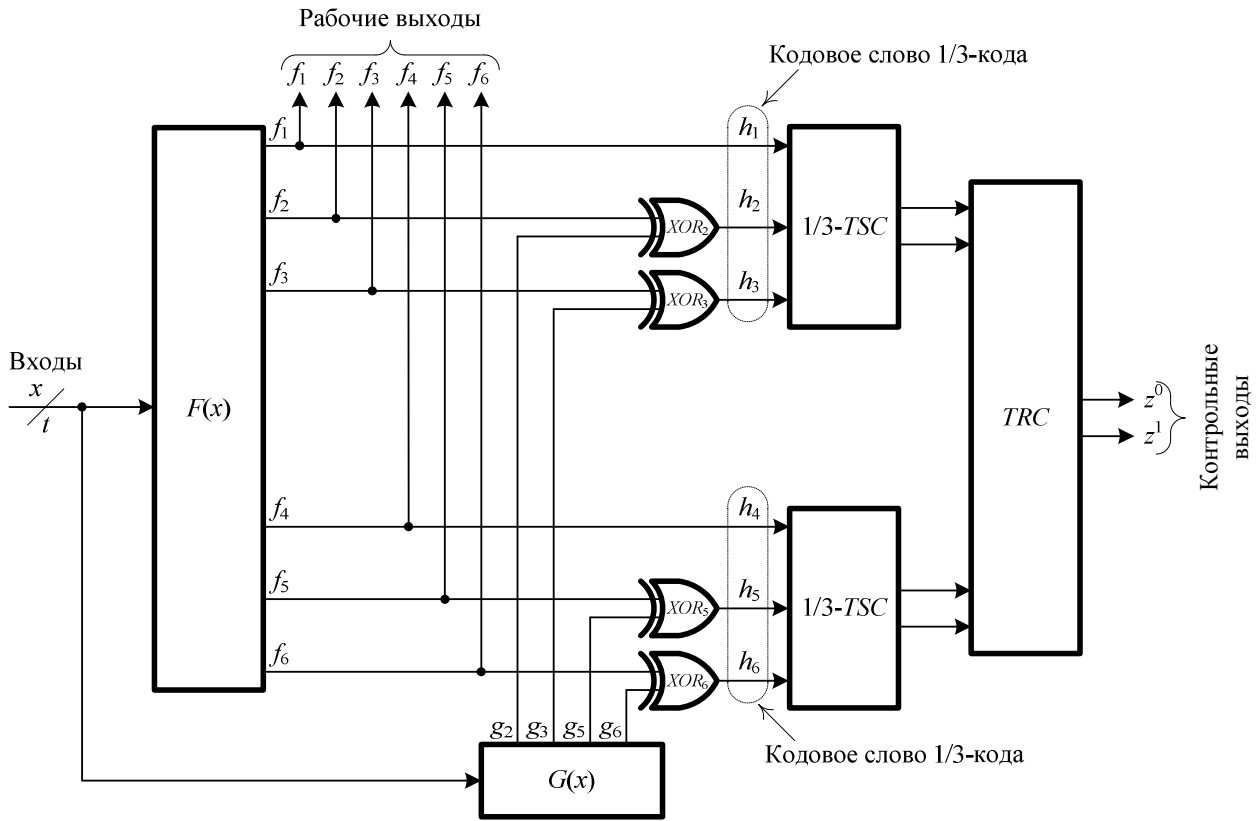 Рабочие выходы
f1 f2 f3 f4 f5 f6
Кодовое слово 1/3-кода
f1
h1
f2
XOR2
h2
1/3-TSC
f3
XOR3
h3
Входы
x
t
F(x)
TRC
z0
z1
Контрольные
выходы
f4
h4
f5
XOR5
h5
1/3-TSC
f6
XOR6
h6
g2 g3 g5 g6
G(x)
Кодовое слово 1/3-кода